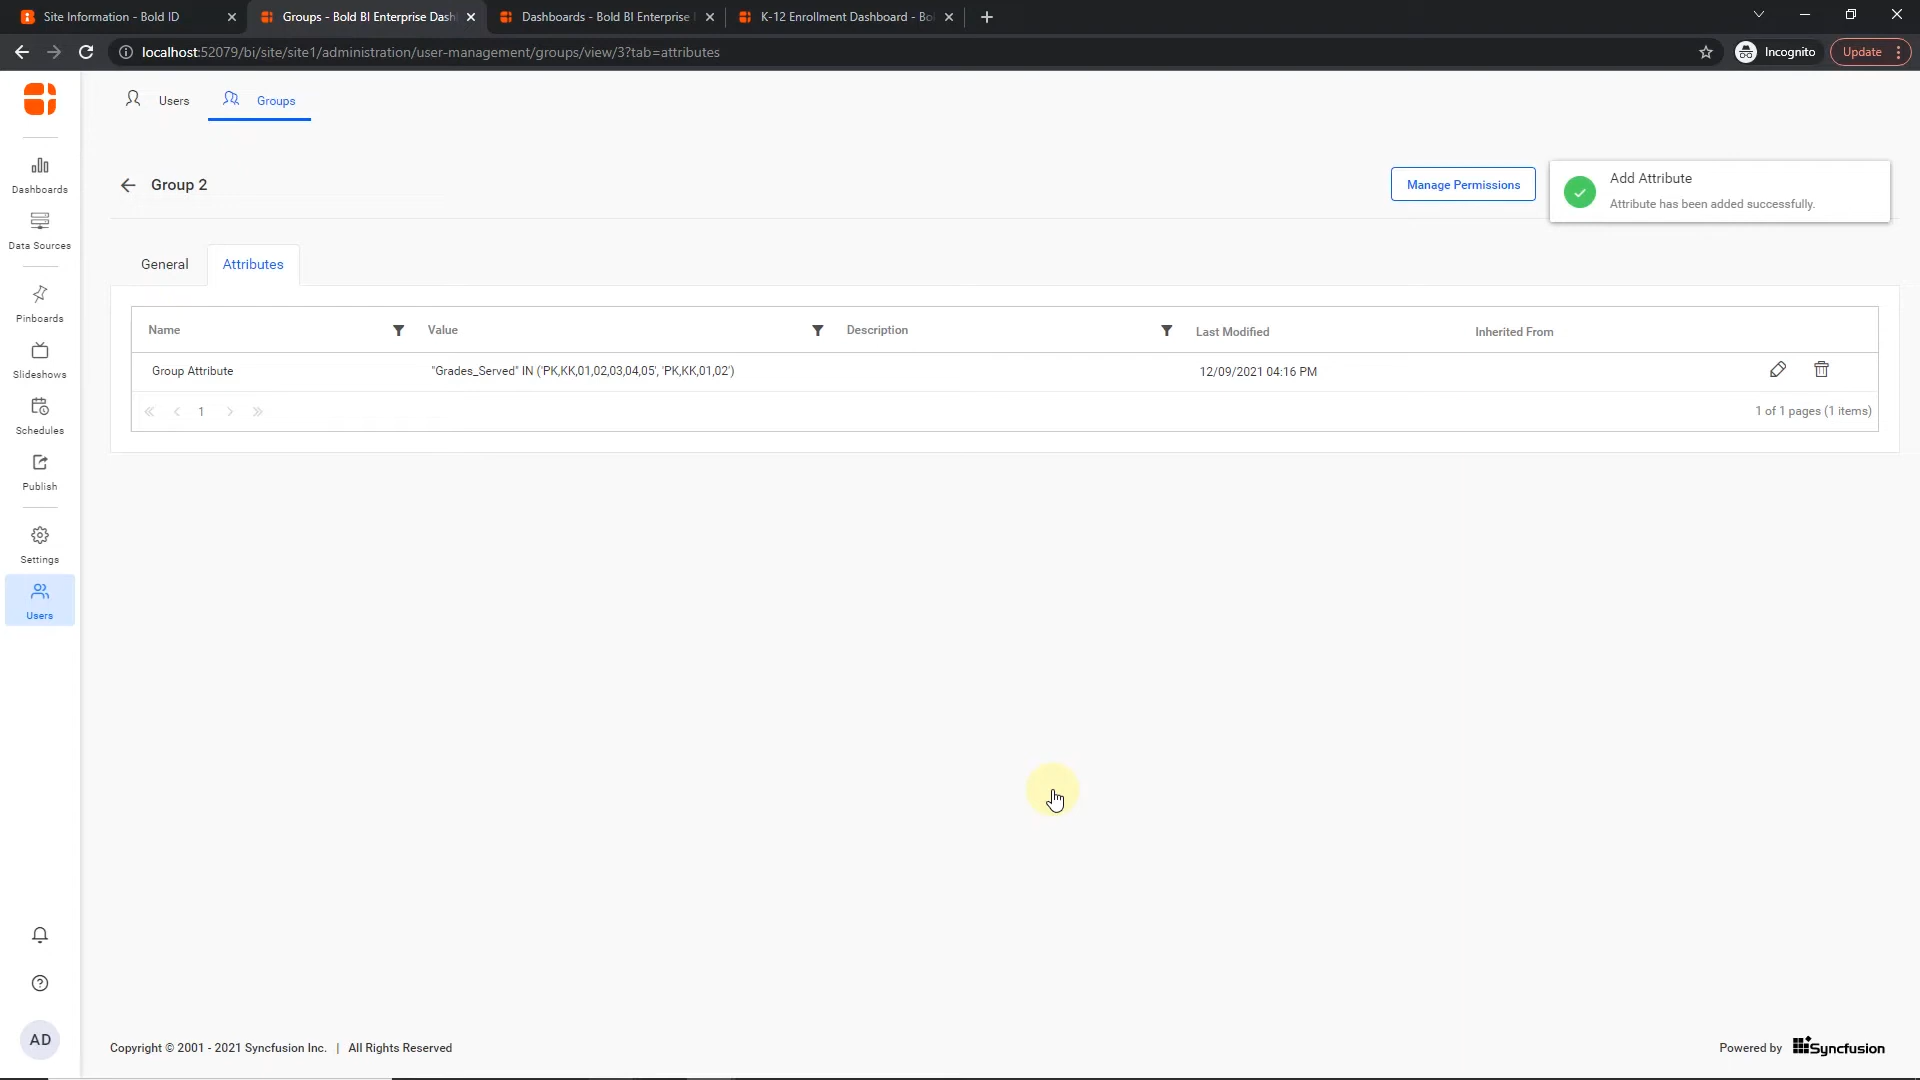 Site Information - Bold ID
Groups - Bold BI Enterprise Dash
Dashboards - Bold BI Enterprise
K-12 Enrollment Dashboard - Bo
localhost:52079/bi/site/site1/administration/user-management/groups/view/3?tab=attributes
Incognito
Update
Users
Groups
Dashboards
Data Sources
Pinboards
Slideshows
Schedules
Publish
Settings
Users
AD
Group 2
Manage Permissions
Add Attribute
Attribute has been added successfully.
General
Attributes
Name
Value
Description
Last Modified
Inherited From
Group Attribute
"Grades_Served" IN ('PK,KK,01,02,03,04,05', 'PK,KK,01,02')
12/09/2021 04:16 PM
1
1 of 1 pages (1 items)
Copyright © 2001 - 2021 Syncfusion Inc. | All Rights Reserved
Powered by Syncfusion